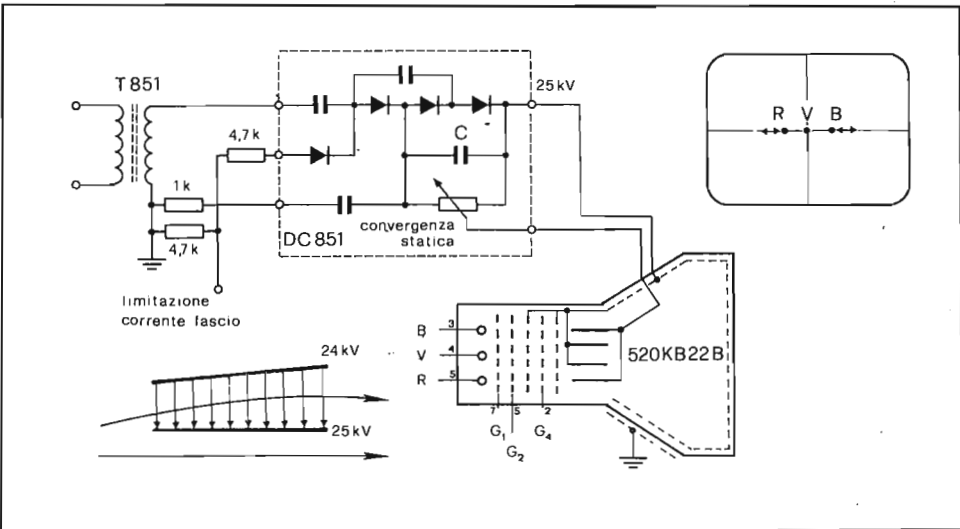 T851
25 kV
4,7 k
C
1 k
4,7 k
DC 851
convergenza
statica
limitazione
corrente fascio
R V B
24 kV
25 kV
B 3
V 4
R 5
7 5 2
G1 G4
G2
520KB22B